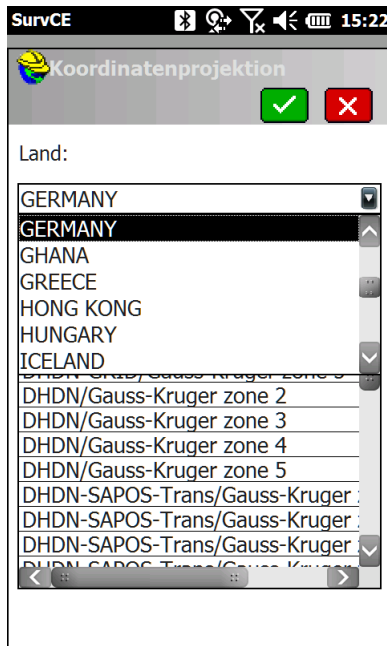 SurvCE
15:22
Koordinatenprojektion
Land:
GERMANY
GERMANY
GHANA
GREECE
HONG KONG
HUNGARY
ICELAND
DHDN/Gauss-Kruger zone 2
DHDN/Gauss-Kruger zone 3
DHDN/Gauss-Kruger zone 4
DHDN/Gauss-Kruger zone 5
DHDN-SAPOS-Trans/Gauss-Kruger
DHDN-SAPOS-Trans/Gauss-Kruger
DHDN-SAPOS-Trans/Gauss-Kruger